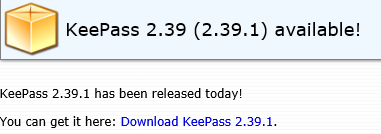 KeePass 2.39 (2.39.1) available!
KeePass 2.39.1 has been released today!
You can get it here: Download KeePass 2.39.1.